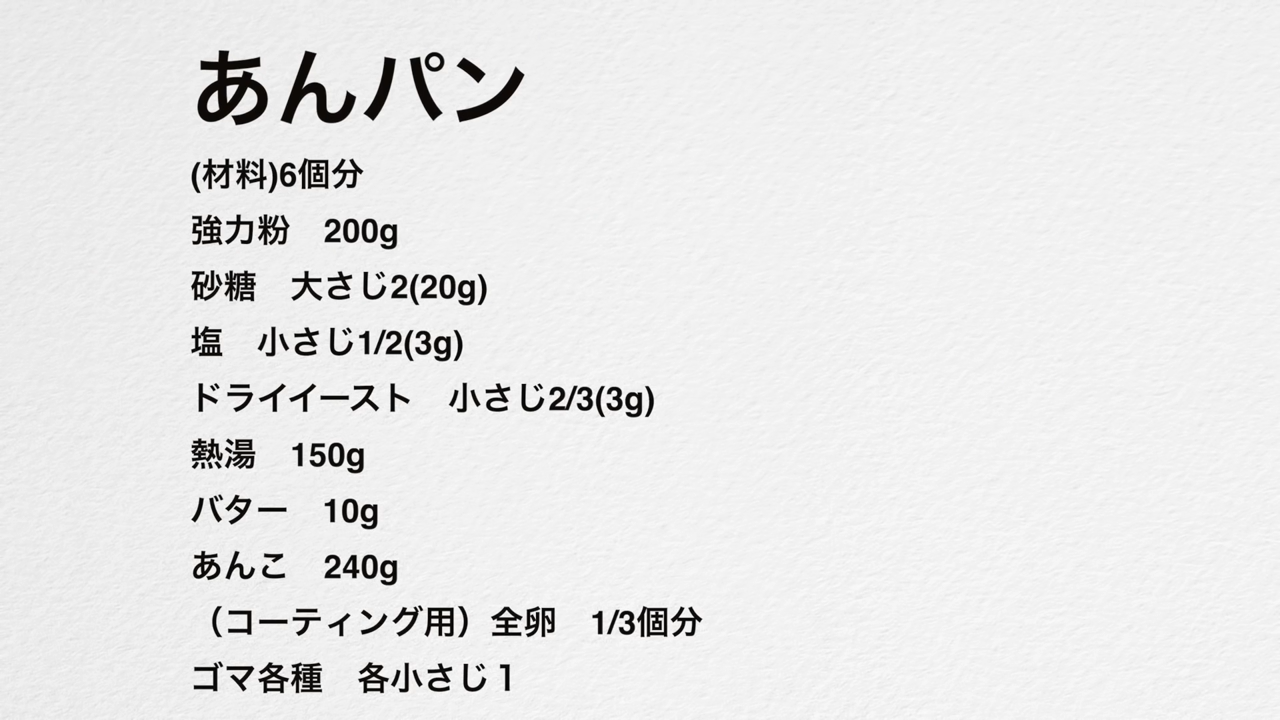 あんパン
(材料)6個分
強力粉　200g
砂糖　大さじ2(20g)
塩　小さじ1/2(3g)
ドライイースト　小さじ2/3(3g)
熱湯　150g
バター　10g
あんこ　240g
（コーティング用）全卵　1/3個分
ゴマ各種　各小さじ１